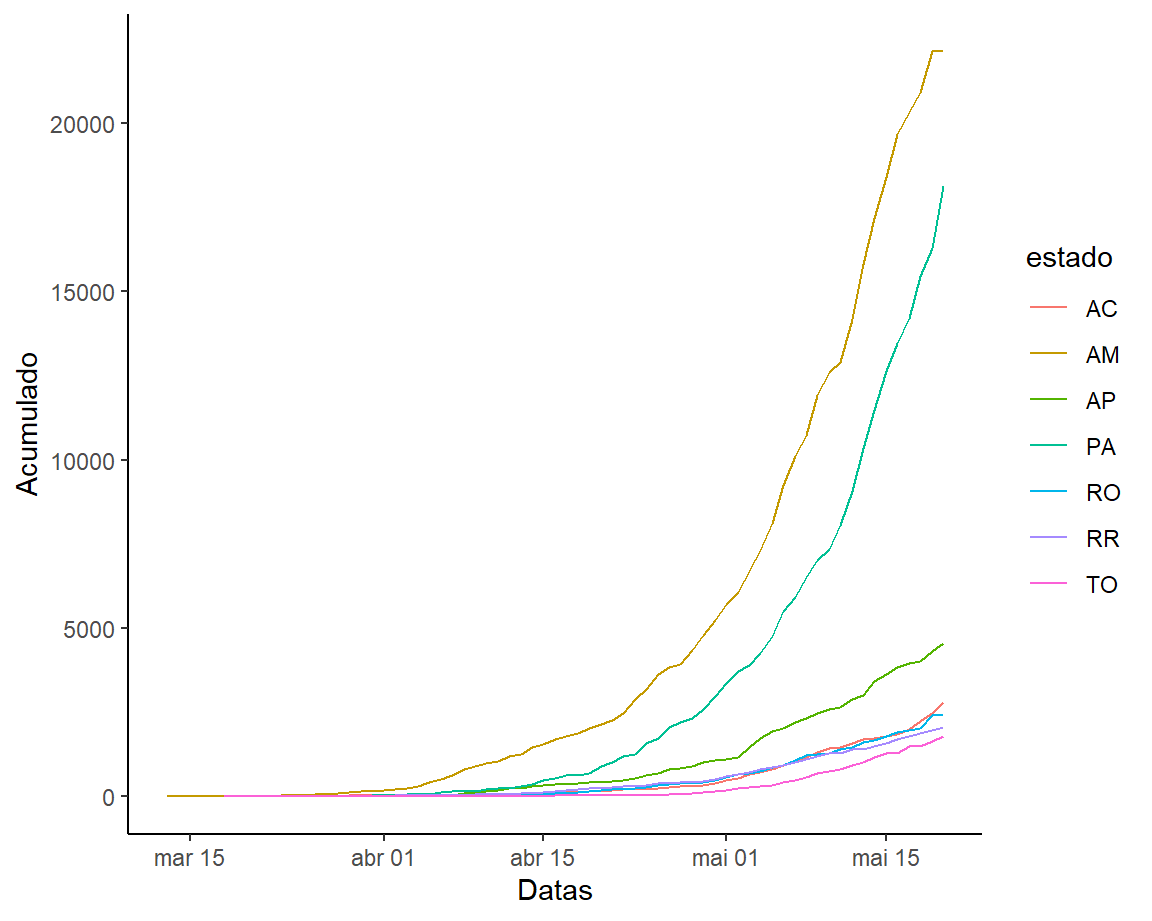 Acumulado
20000
15000
10000
5000
0
mar 15
abr 01
abr 15
mai 01
mai 15
Datas
estado
AC
AM
AP
PA
RO
RR
TO